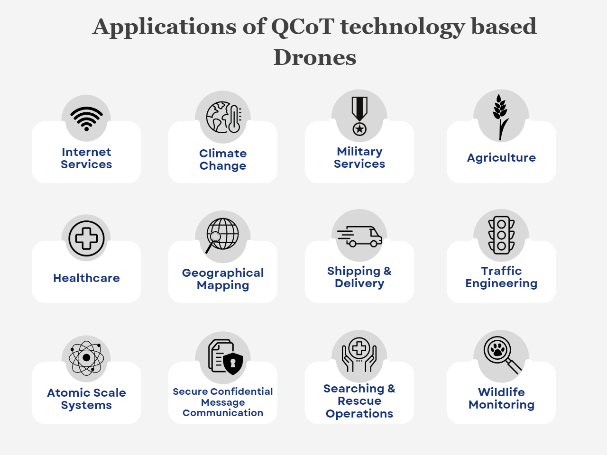 Applications of QCoT technology based
Drones
Internet
Services
Climate
Change
Military
Services
Agriculture
Healthcare
Geographical
Mapping
Shipping &
Delivery
Traffic
Engineering
Atomic Scale
Systems
Secure Confidential
Message
Communication
Searching &
Rescue
Operations
Wildlife
Monitoring